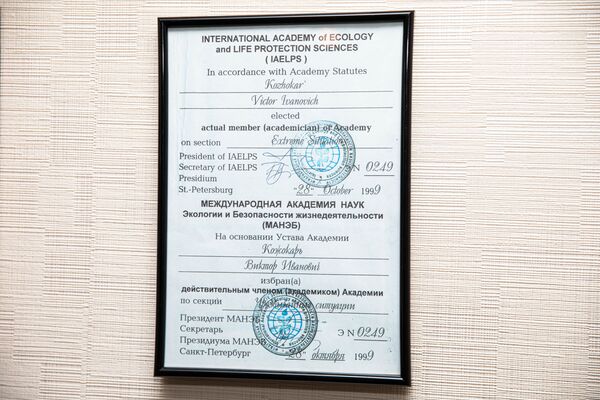 INTERNATIONAL ACADEMY of ECOLOGY
and LIFE PROTECTION SCIENCES
( IAELPS )
In accordance with Academy Statutes
Kozhokar'
Victor Ivanovich
elected
actual member (academician) of Academy
on section Extreme
President of IAELPS
Secretary of IAELPS Э N 0249
Presidium
St.-Petersburg "28" October 1999
МЕЖДУНАРОДНАЯ АКАДЕМИЯ НАУК
Экологии и Безопасности жизнедеятельности
(МАНЭБ)
На основании Устава Академии
Кожокарь
Виктор Иванович
избран(а)
действительным членом (академиком) Академии
по секции ситуации
Президент МАНЭБ
Секретарь Э N 0249
Президиума МАНЭБ
Санкт-Петербург "28" октября 1999